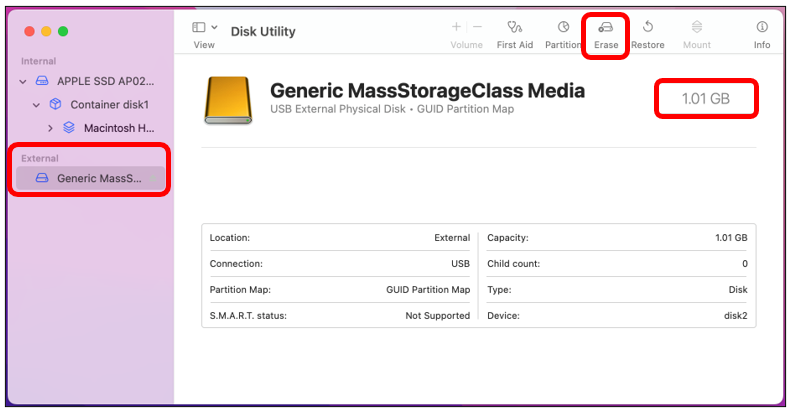 View
Disk Utility
Volume
First Aid
Partition
Erase
Restore
Mount
Info
Internal
APPLE SSD AP02...
Container disk1
Macintosh H...
External
Generic MassS...
Generic MassStorageClass Media
USB External Physical Disk • GUID Partition Map
1.01 GB
Location: External
Connection: USB
Partition Map: GUID Partition Map
S.M.A.R.T. status: Not Supported
Capacity: 1.01 GB
Child count: 0
Type: Disk
Device: disk2